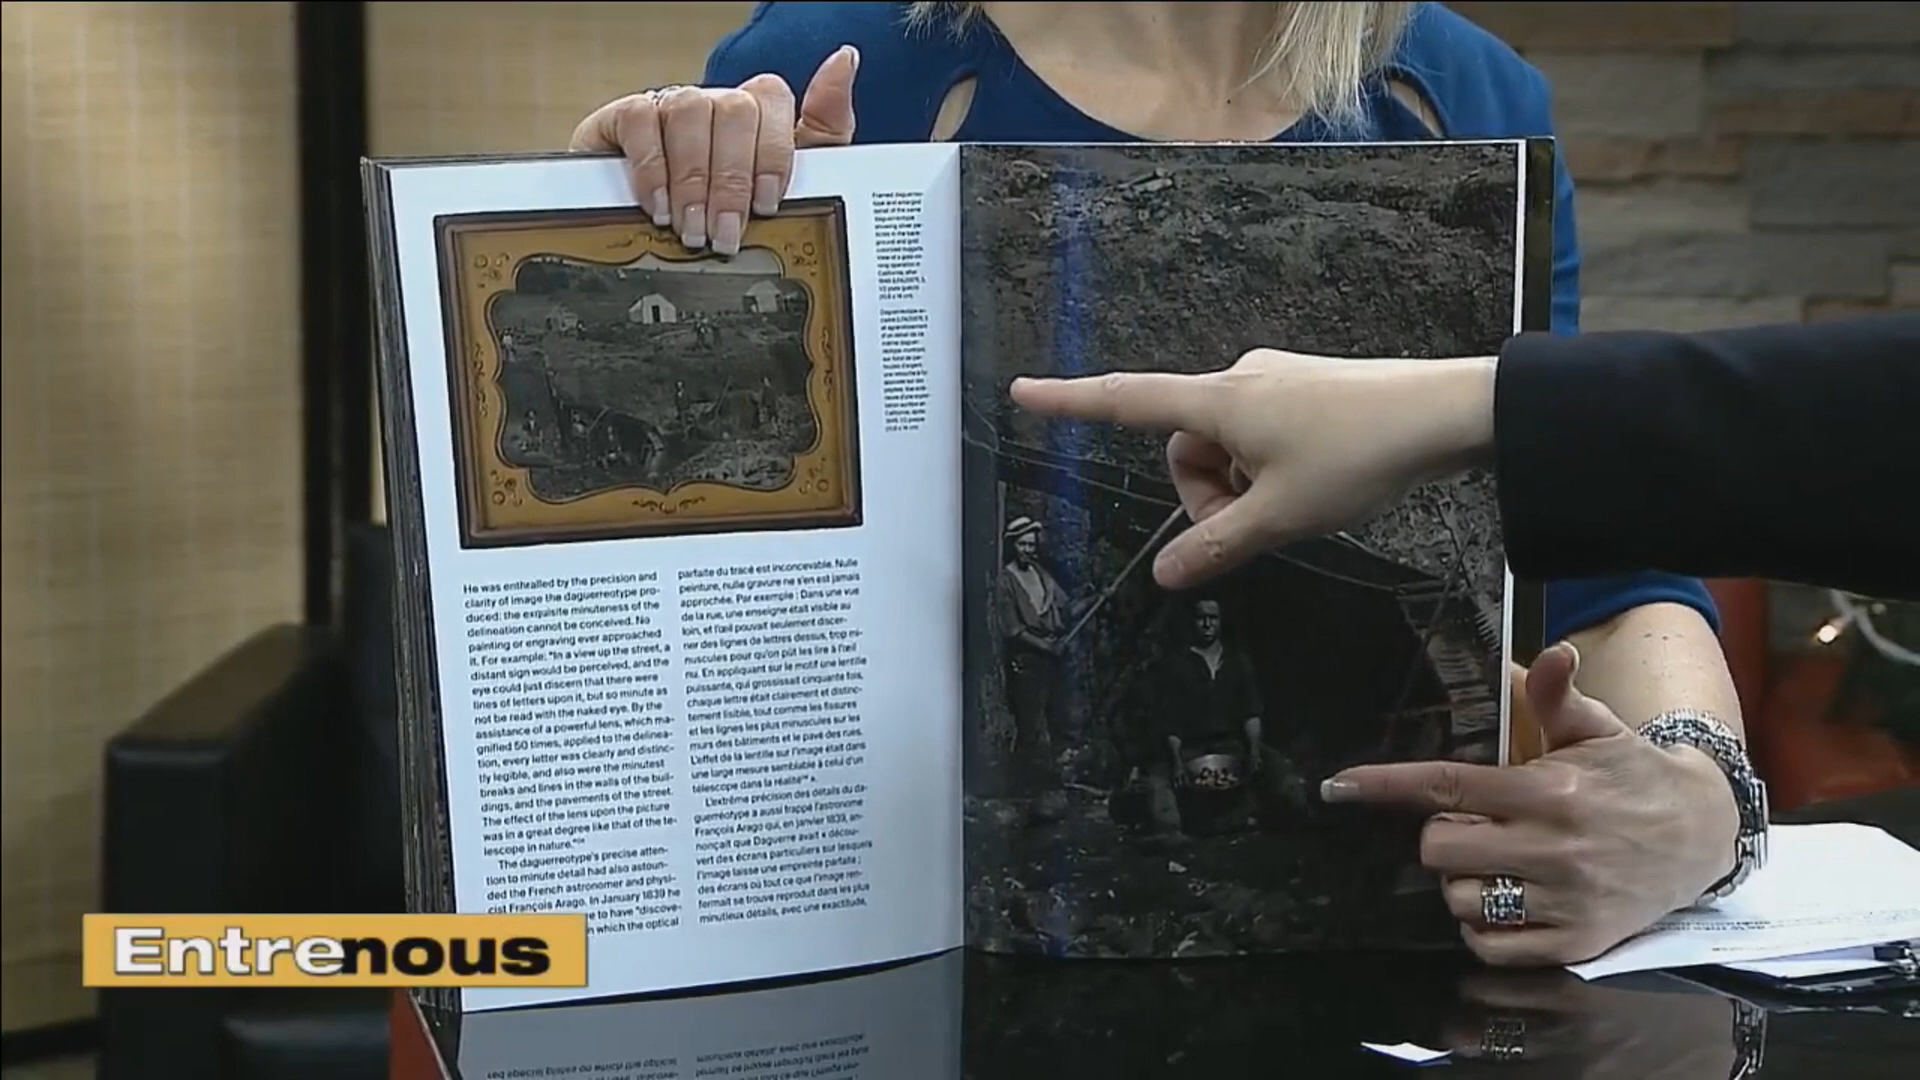 He was enthralled by the precision and
clarity of image the daguerreotype pro-
duced: the exquisite minuteness of the
delineation cannot be conceived. No
painting or engraving ever approached
it. For example: "In a view up the street, a
distant sign would be perceived, and the
eye could just discern that there were
lines of letters upon it, but so minute as
not be read with the naked eye. By the
assistance of a powerful lens, which ma-
gnified 50 times, applied to the delinea-
tion, every letter was clearly and distinc-
tly legible, and also were the minutest
breaks and lines in the walls of the buil-
dings, and the pavements of the street.
The effect of the lens upon the picture
was in a great degree like that of the te-
lescope in nature."
The daguerreotype's precise atten-
tion to minute detail had also astoun-
ded the French astronomer and physi-
cist François Arago. In January 1839 he
e to have "discove-
n which the optical
parfaite du tracé est inconcevable. Nulle
peinture, nulle gravure ne s'en est jamais
approchée. Par exemple : Dans une vue
de la rue, une enseigne était visible au
loin, et l'œil pouvait seulement discer-
ner des lignes de lettres dessus, trop mi-
nuscules pour qu'on pût les lire à l'œil
nu. En appliquant sur le motif une lentille
puissante, qui grossissait cinquante fois,
chaque lettre était clairement et distinc-
tement lisible, tout comme les fissures
et les lignes les plus minuscules sur les
murs des bâtiments et le pavé des rues.
L'effet de la lentille sur l'image était dans
une large mesure semblable à celui d'un
télescope dans la réalité ».
L'extrême précision des détails du da-
guerréotype a aussi frappé l'astronome
François Arago qui, en janvier 1839, an-
nonçait que Daguerre avait « décou-
vert des écrans particuliers sur lesquels
l'image laisse une empreinte parfaite ;
des écrans où tout ce que l'image ren-
fermait se trouve reproduit dans les plus
minutieux détails, avec une exactitude,
Entrenous